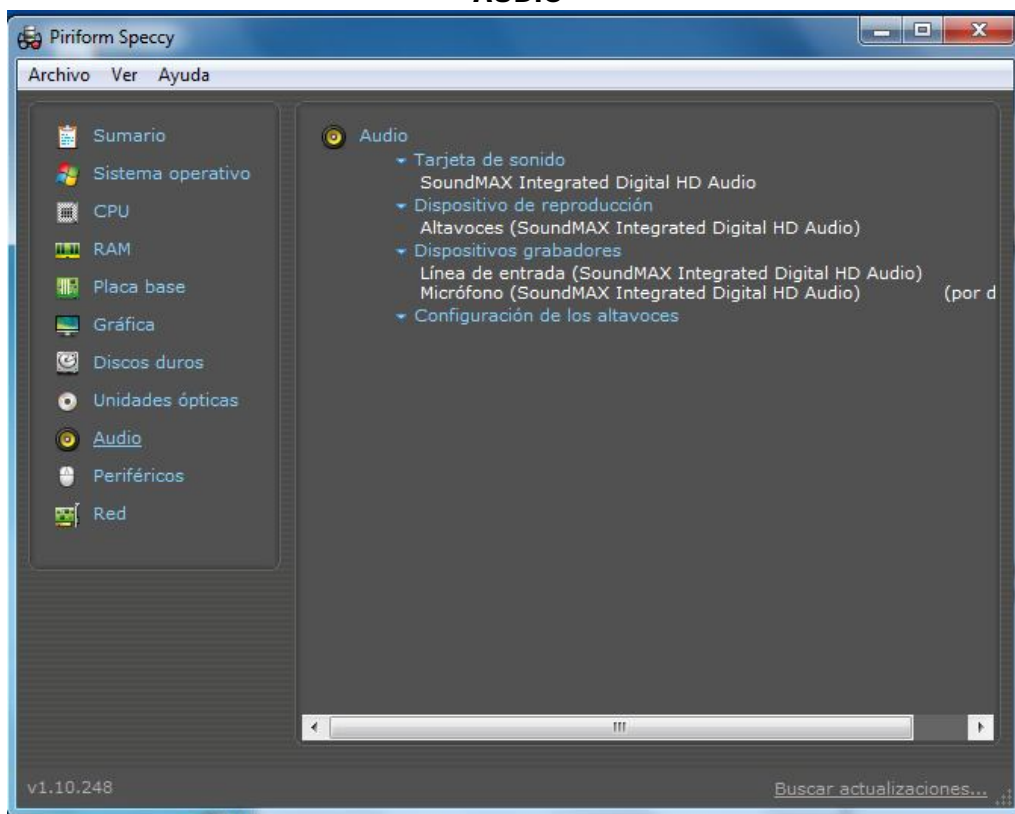 AUDIO
Piriform Speccy
Archivo Ver Ayuda
Sumario
Sistema operativo
CPU
RAM
Placa base
Gráfica
Discos duros
Unidades ópticas
Audio
Periféricos
Red
Audio
Tarjeta de sonido
SoundMAX Integrated Digital HD Audio
Dispositivo de reproducción
Altavoces (SoundMAX Integrated Digital HD Audio)
Dispositivos grabadores
Línea de entrada (SoundMAX Integrated Digital HD Audio)
Micrófono (SoundMAX Integrated Digital HD Audio) (por d
Configuración de los altavoces
v1.10.248
Buscar actualizaciones...